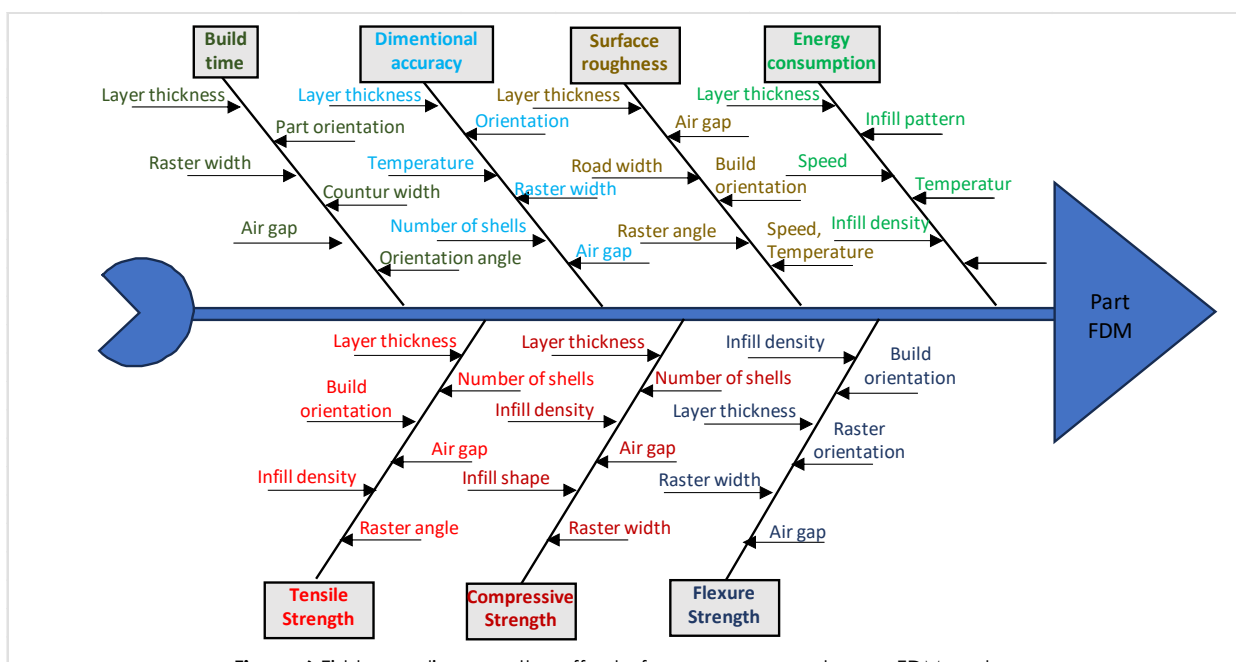 Build
time
Layer thickness
Part orientation
Raster width
Countur width
Air gap
Orientation angle
Dimentional
accuracy
Layer thickness
Orientation
Temperature
Raster width
Number of shells
Air gap
Surfacce
roughness
Layer thickness
Air gap
Road width
Build
orientation
Raster angle
Speed,
Temperature
Energy
consumption
Layer thickness
Infill pattern
Speed
Temperatur
Infill density
Part
FDM
Layer thickness
Number of shells
Build
orientation
Air gap
Infill density
Raster angle
Tensile
Strength
Layer thickness
Number of shells
Infill density
Air gap
Infill shape
Raster width
Compressive
Strength
Infill density
Build
orientation
Layer thickness
Raster
orientation
Raster width
Air gap
Flexure
Strength